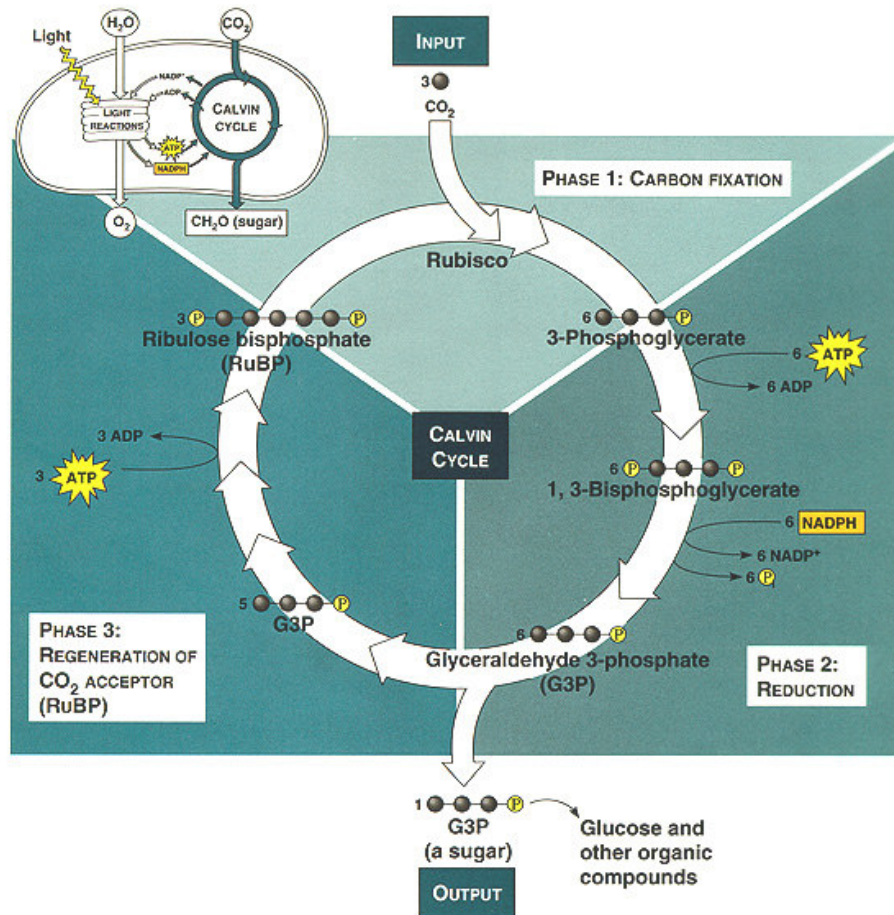 H₂O
CO₂
Light
NADP⁺
ADP
LIGHT
REACTIONS
CALVIN
CYCLE
ATP
NADPH
O₂
CH₂O (sugar)
INPUT
3
CO₂
PHASE 1: CARBON FIXATION
Rubisco
3 P P
Ribulose bisphosphate
(RuBP)
6 P
3-Phosphoglycerate
6 ATP
6 ADP
CALVIN
CYCLE
3 ADP
3 ATP
6 P P
1, 3-Bisphosphoglycerate
6 NADPH
6 NADP⁺
6 Pᵢ
5 P
G3P
6 P
Glyceraldehyde 3-phosphate
(G3P)
PHASE 3:
REGENERATION OF
CO₂ ACCEPTOR
(RuBP)
PHASE 2:
REDUCTION
1 P
G3P
(a sugar)
Glucose and
other organic
compounds
OUTPUT